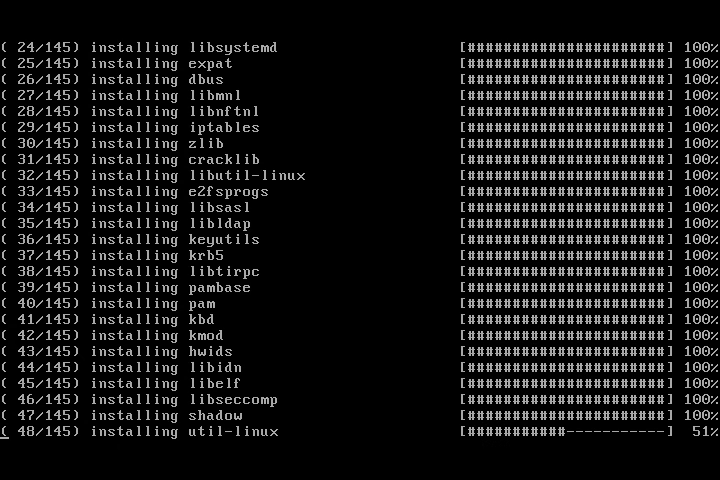 ( 24/145) installing libsystemd [######################] 100%
( 25/145) installing expat [######################] 100%
( 26/145) installing dbus [######################] 100%
( 27/145) installing libmnl [######################] 100%
( 28/145) installing libnftnl [######################] 100%
( 29/145) installing iptables [######################] 100%
( 30/145) installing zlib [######################] 100%
( 31/145) installing cracklib [######################] 100%
( 32/145) installing libutil-linux [######################] 100%
( 33/145) installing e2fsprogs [######################] 100%
( 34/145) installing libsasl [######################] 100%
( 35/145) installing libldap [######################] 100%
( 36/145) installing keyutils [######################] 100%
( 37/145) installing krb5 [######################] 100%
( 38/145) installing libtirpc [######################] 100%
( 39/145) installing pambase [######################] 100%
( 40/145) installing pam [######################] 100%
( 41/145) installing kbd [######################] 100%
( 42/145) installing kmod [######################] 100%
( 43/145) installing hwids [######################] 100%
( 44/145) installing libidn [######################] 100%
( 45/145) installing libelf [######################] 100%
( 46/145) installing libseccomp [######################] 100%
( 47/145) installing shadow [######################] 100%
( 48/145) installing util-linux [###########-----------] 51%